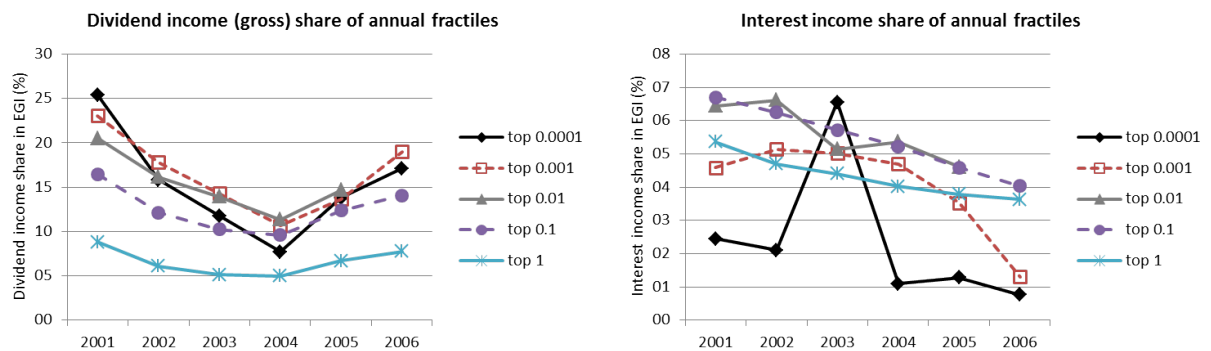 Dividend income (gross) share of annual fractiles
Dividend income share in EGI (%)
30
25
20
15
10
05
00
2001 2002 2003 2004 2005 2006
top 0.0001
top 0.001
top 0.01
top 0.1
top 1
Interest income share of annual fractiles
Interest income share in EGI (%)
08
07
06
05
04
03
02
01
00
2001 2002 2003 2004 2005 2006
top 0.0001
top 0.001
top 0.01
top 0.1
top 1